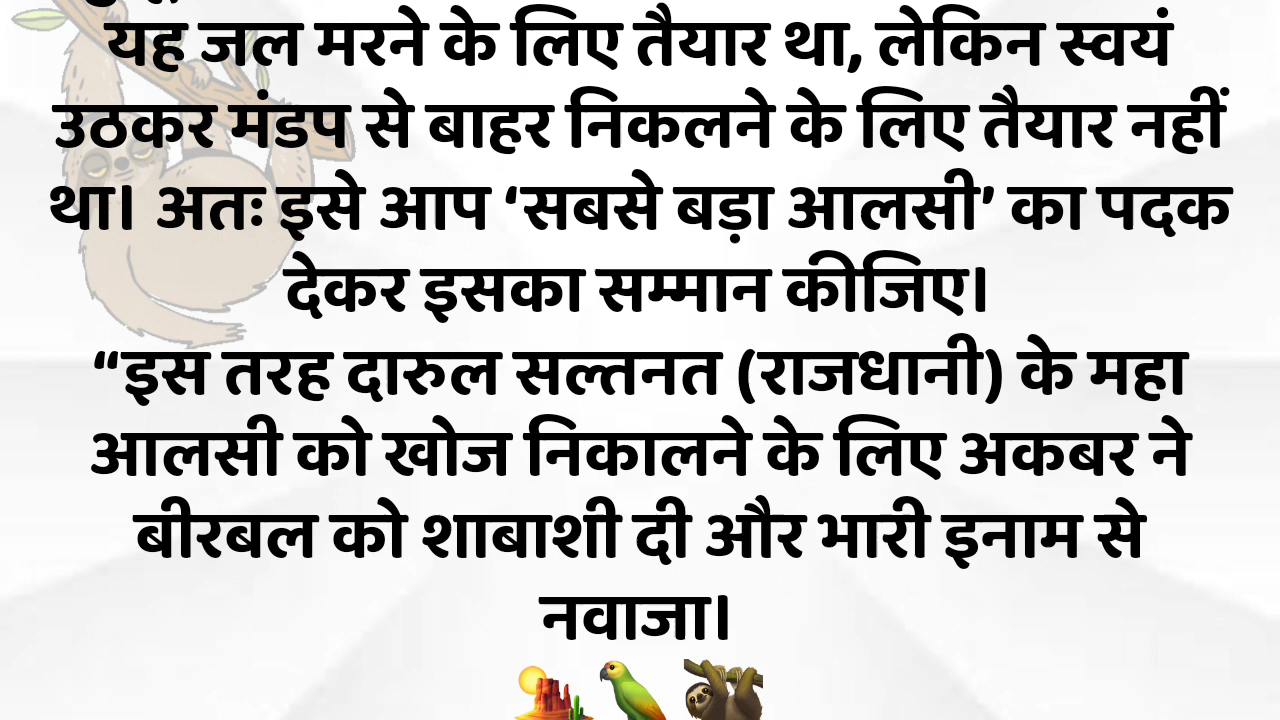 यह जल मरने के लिए तैयार था, लेकिन स्वयं
उठकर मंडप से बाहर निकलने के लिए तैयार नहीं
था। अतः इसे आप ‘सबसे बड़ा आलसी’ का पदक
देकर इसका सम्मान कीजिए।
“इस तरह दारुल सल्तनत (राजधानी) के महा
आलसी को खोज निकालने के लिए अकबर ने
बीरबल को शाबाशी दी और भारी इनाम से
नवाजा।